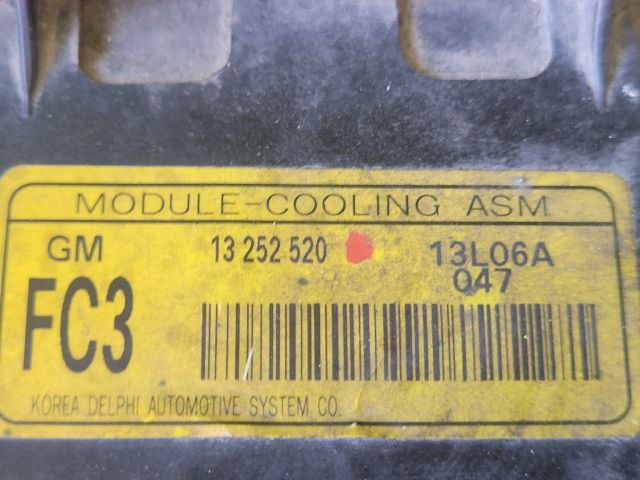 MODULE-COOLING ASM
GM 13 252 520 13L06A
FC3 047
KOREA DELPHI AUTOMOTIVE SYSTEM CO.